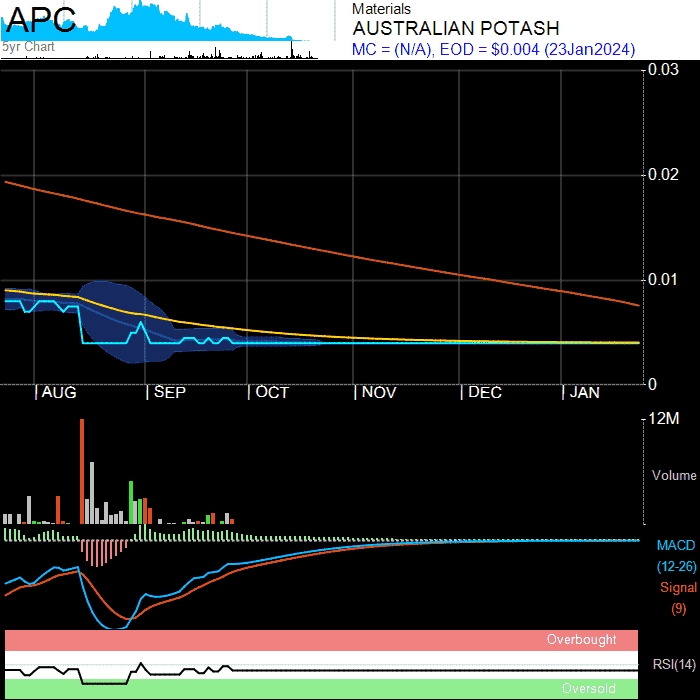 APC
5yr Chart
Materials
AUSTRALIAN POTASH
MC = (N/A), EOD = $0.004 (23Jan2024)
0.03
0.02
0.01
0
AUG
SEP
OCT
NOV
DEC
JAN
12M
Volume
MACD
(12-26)
Signal
(9)
Overbought
RSI(14)
Oversold